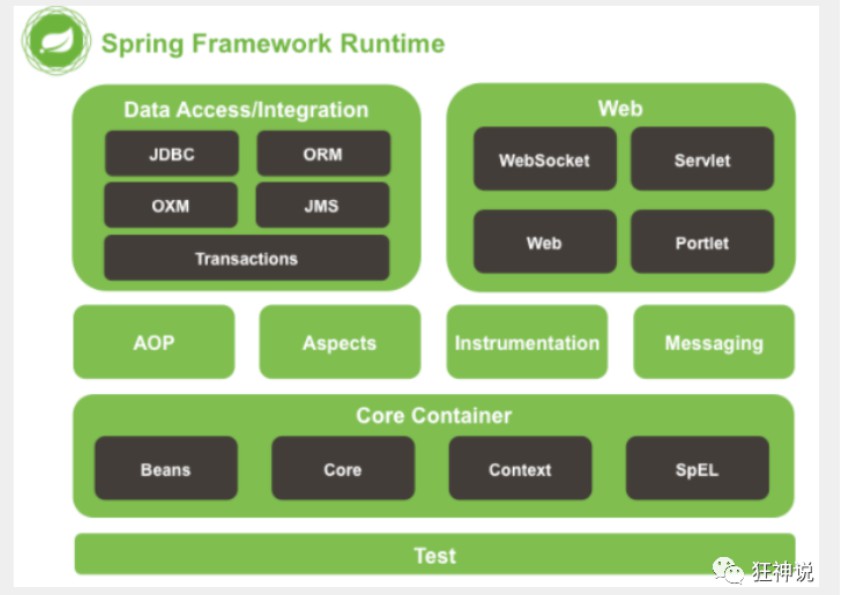 Spring Framework Runtime
Data Access/Integration
JDBC ORM
OXM JMS
Transactions
Web
WebSocket Servlet
Web Portlet
AOP Aspects Instrumentation Messaging
Core Container
Beans Core Context SpEL
Test
狂神说